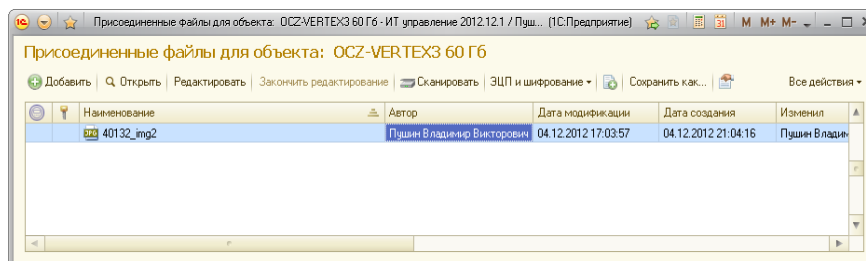 Присоединенные файлы для объекта: OCZ-VERTEX3 60 Гб - ИТ управление 2012.12.1 / Пуш... (1С:Предприятие) M M+ M-
Присоединенные файлы для объекта: OCZ-VERTEX3 60 Гб
Добавить Открыть Редактировать Закончить редактирование Сканировать ЭЦП и шифрование Сохранить как... Все действия
Наименование Автор Дата модификации Дата создания Изменил
40132_img2 Пушин Владимир Викторович 04.12.2012 17:03:57 04.12.2012 21:04:16 Пушин Владим